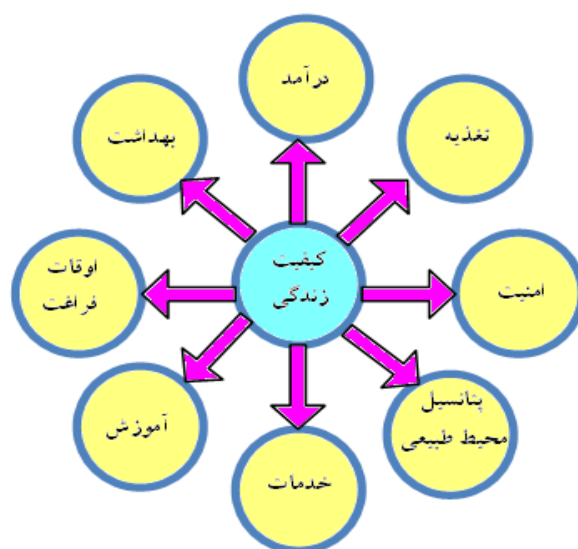 درآمد
تغذیه
بهداشت
کیفیت
زندگی
اوقات
فراغت
امنیت
پتانسیل
محیط طبیعی
آموزش
خدمات